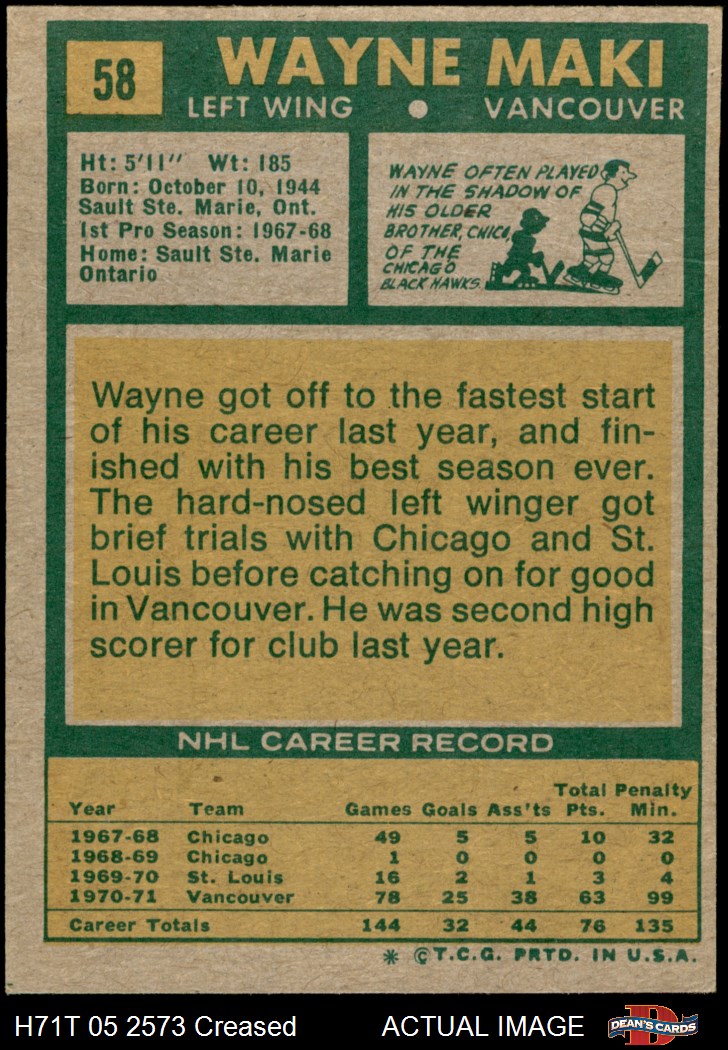 58
WAYNE MAKI
LEFT WING ● VANCOUVER
Ht: 5'11" Wt: 185
Born: October 10, 1944
Sault Ste. Marie, Ont.
1st Pro Season: 1967-68
Home: Sault Ste. Marie
Ontario
WAYNE OFTEN PLAYED
IN THE SHADOW OF
HIS OLDER
BROTHER, CHICO,
OF THE
CHICAGO
BLACK HAWKS.
Wayne got off to the fastest start
of his career last year, and fin-
ished with his best season ever.
The hard-nosed left winger got
brief trials with Chicago and St.
Louis before catching on for good
in Vancouver. He was second high
scorer for club last year.
NHL CAREER RECORD
Total Penalty
Year Team Games Goals Ass'ts Pts. Min.
1967-68 Chicago 49 5 5 10 32
1968-69 Chicago 1 0 0 0 0
1969-70 St. Louis 16 2 1 3 4
1970-71 Vancouver 78 25 38 63 99
Career Totals 144 32 44 76 135
* © T.C.G. PRTD. IN U.S.A.
H71T 05 2573 Creased ACTUAL IMAGE D DEAN'S CARDS